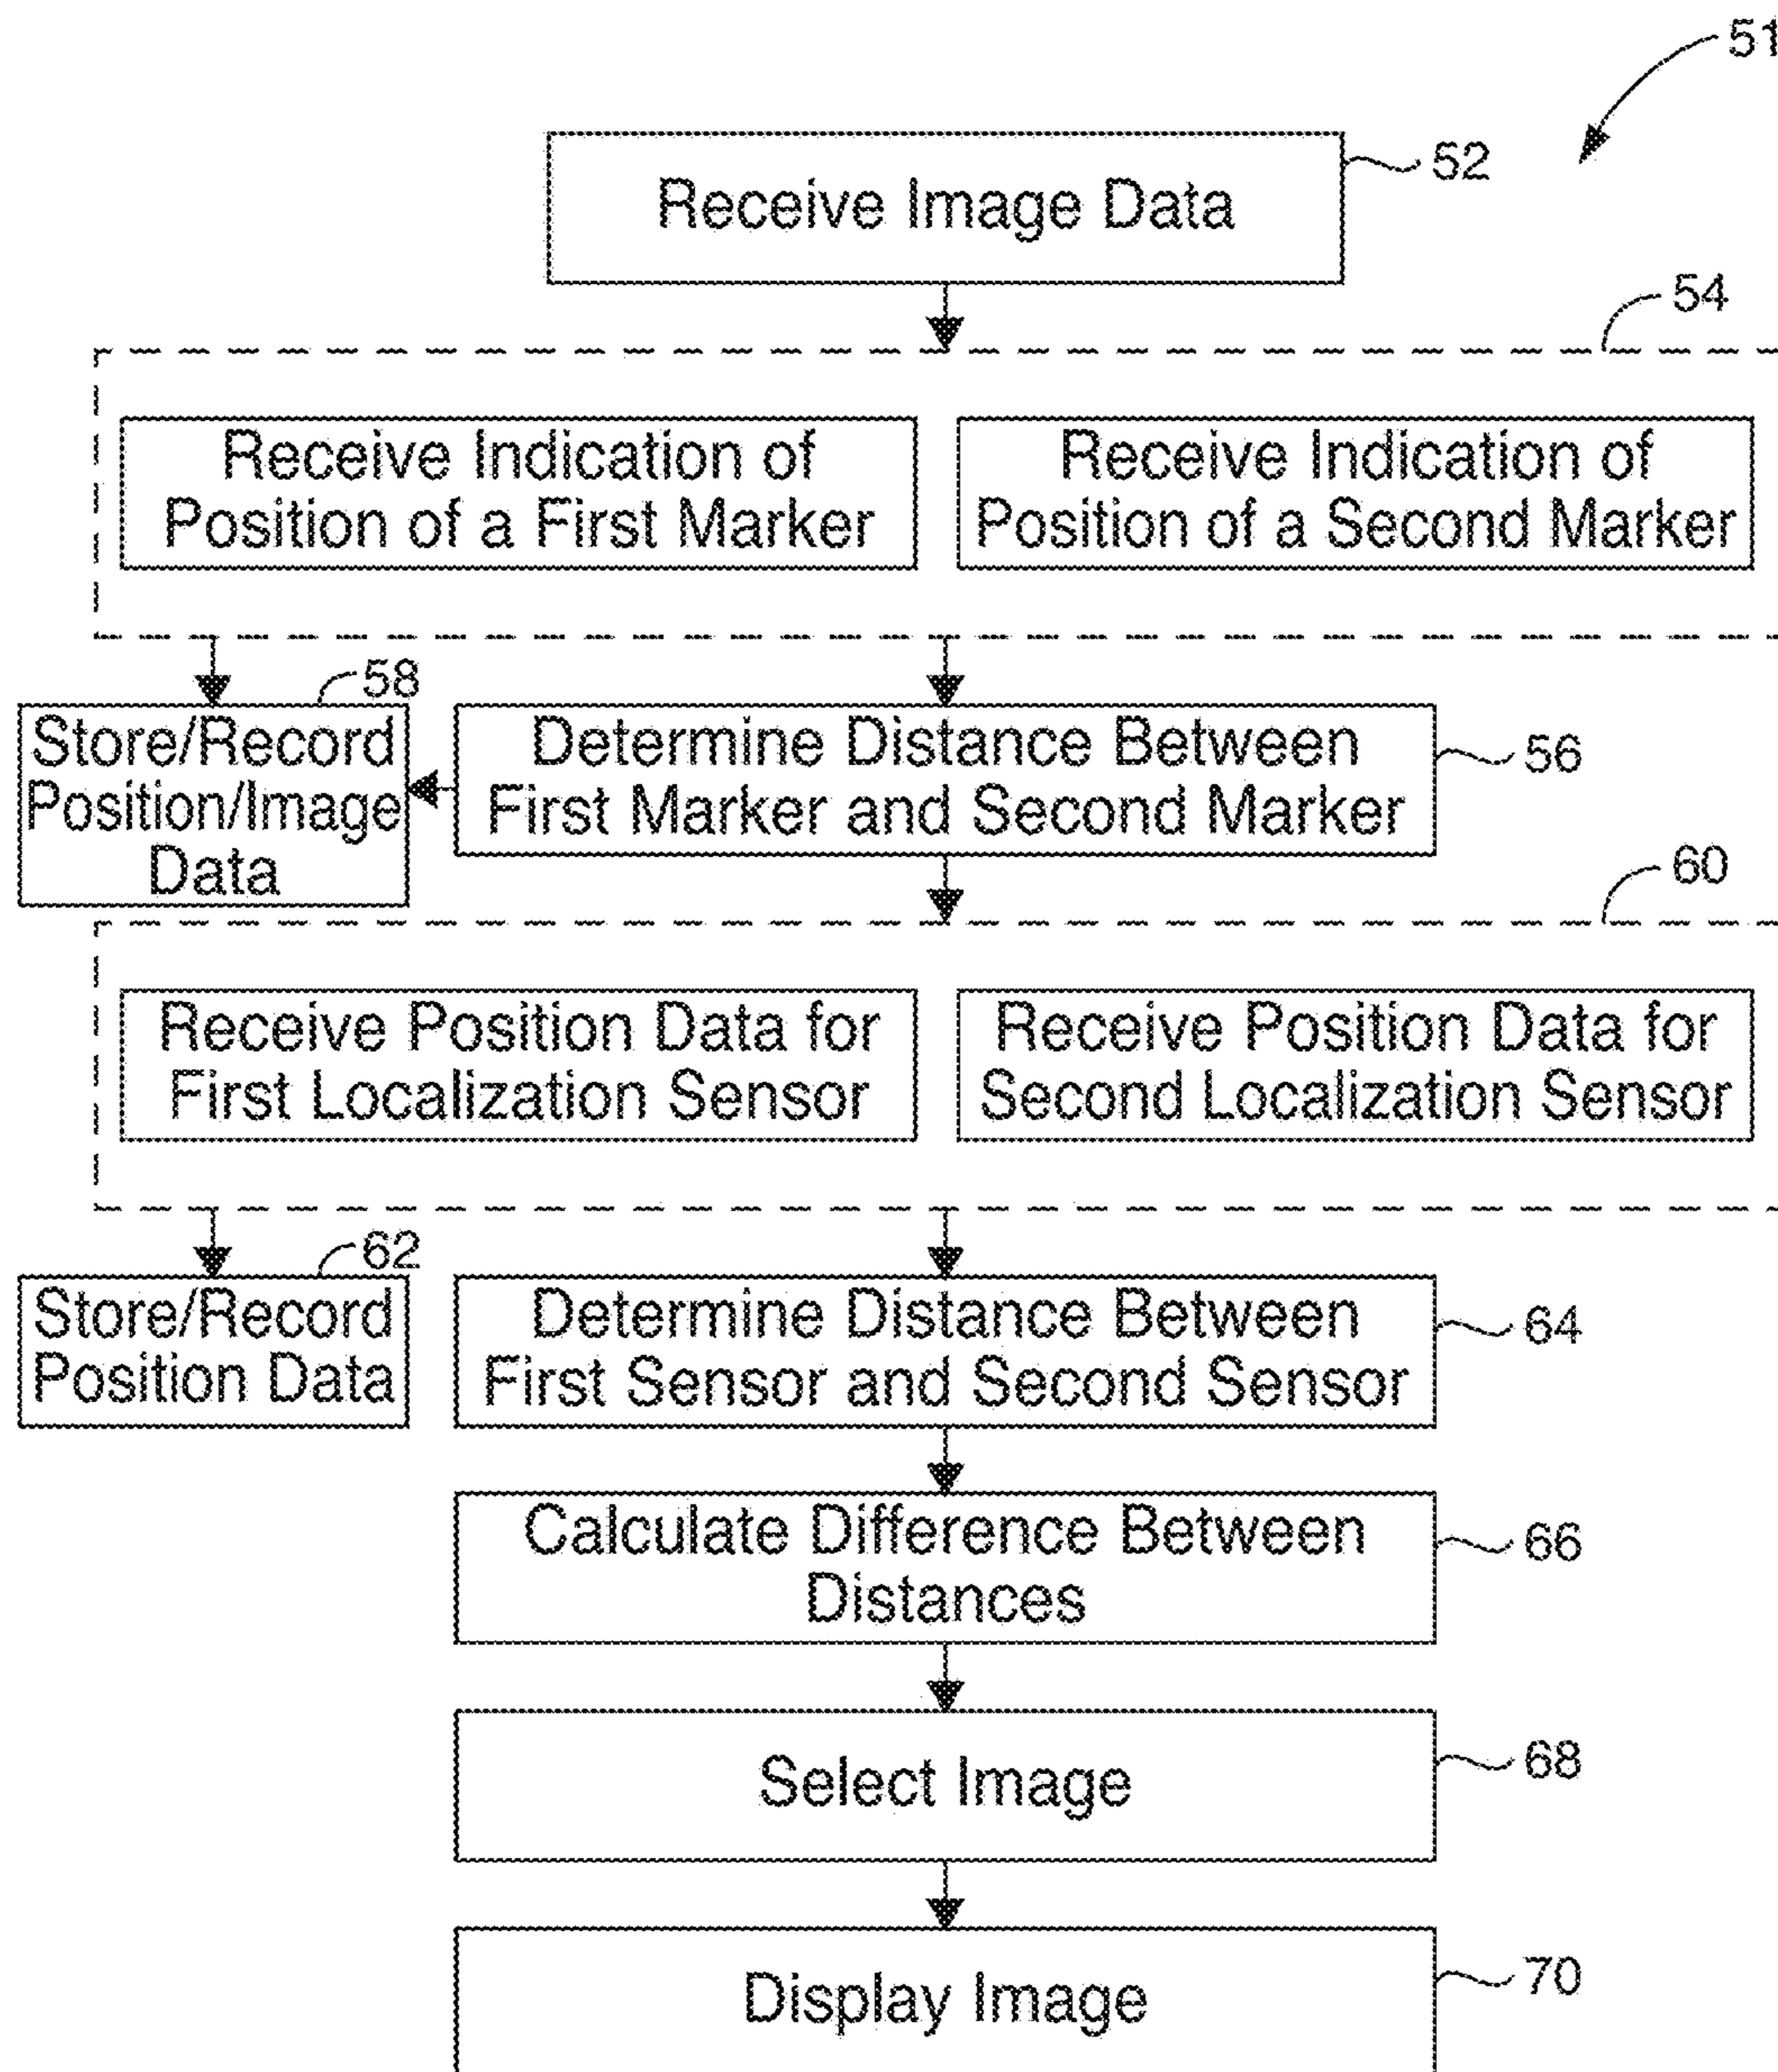 51
Receive Image Data
52
54
Receive Indication of
Position of a First Marker
Receive Indication of
Position of a Second Marker
58
Store/Record
Position/Image
Data
Determine Distance Between
First Marker and Second Marker
56
60
Receive Position Data for
First Localization Sensor
Receive Position Data for
Second Localization Sensor
62
Store/Record
Position Data
Determine Distance Between
First Sensor and Second Sensor
64
Calculate Difference Between
Distances
66
Select Image
68
Display Image
70